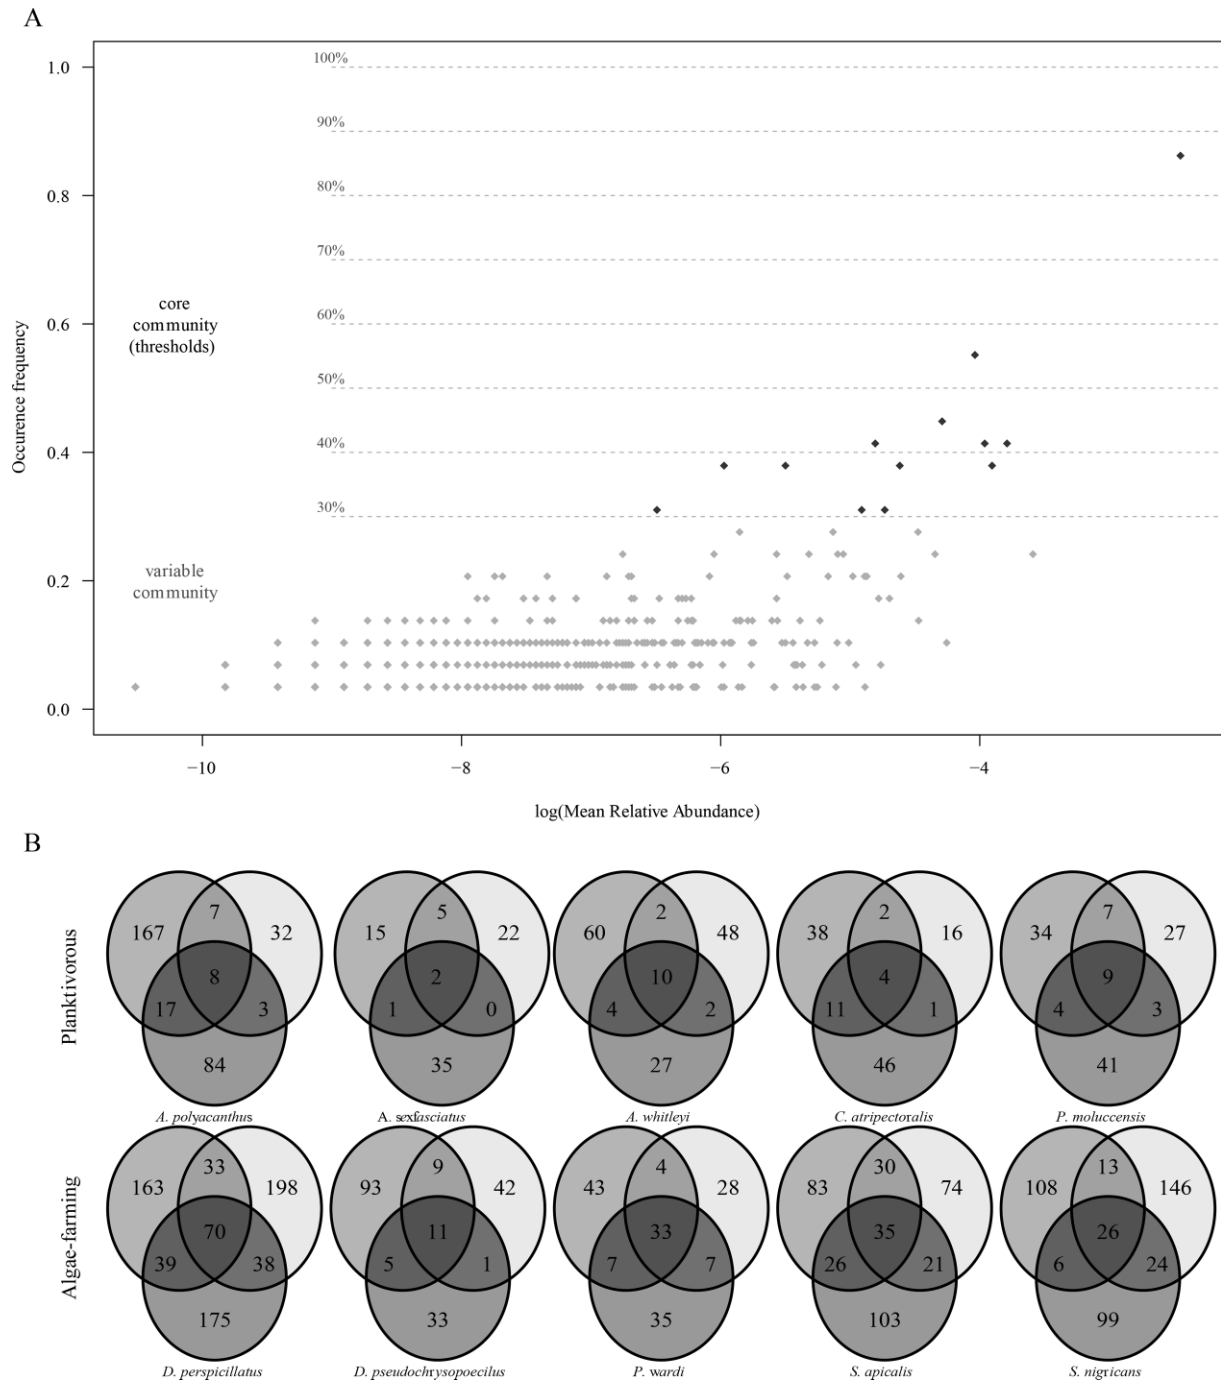 A
1.0
0.8
0.6
0.4
0.2
0.0
Occurence frequency
100%
90%
80%
70%
60%
50%
40%
30%
core
community
(thresholds)
variable
community
−10
−8
−6
−4
log(Mean Relative Abundance)
B
Planktivorous
167 7 32
8
17 3
84
A. polyacanthus
15 5 22
2
1 0
35
A. sexfasciatus
60 2 48
10
4 2
27
A. whitleyi
38 2 16
4
11 1
46
C. atripectoralis
34 7 27
9
4 3
41
P. moluccensis
Algae-farming
163 33 198
70
39 38
175
D. perspicillatus
93 9 42
11
5 1
33
D. pseudochrysopoecilus
43 4 28
33
7 7
35
P. wardi
83 30 74
35
26 21
103
S. apicalis
108 13 146
26
6 24
99
S. nigricans